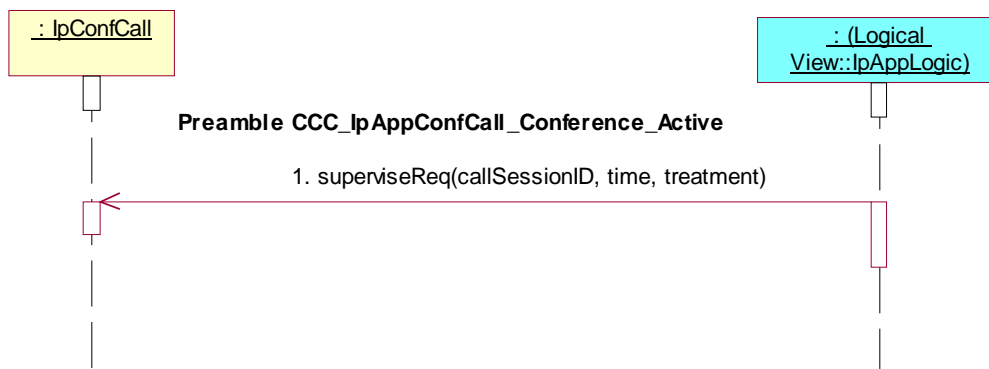 : IpConfCall
: (Logical
View::IpAppLogic)
Preamble CCC_IpAppConfCall_Conference_Active
1. superviseReq(callSessionID, time, treatment)